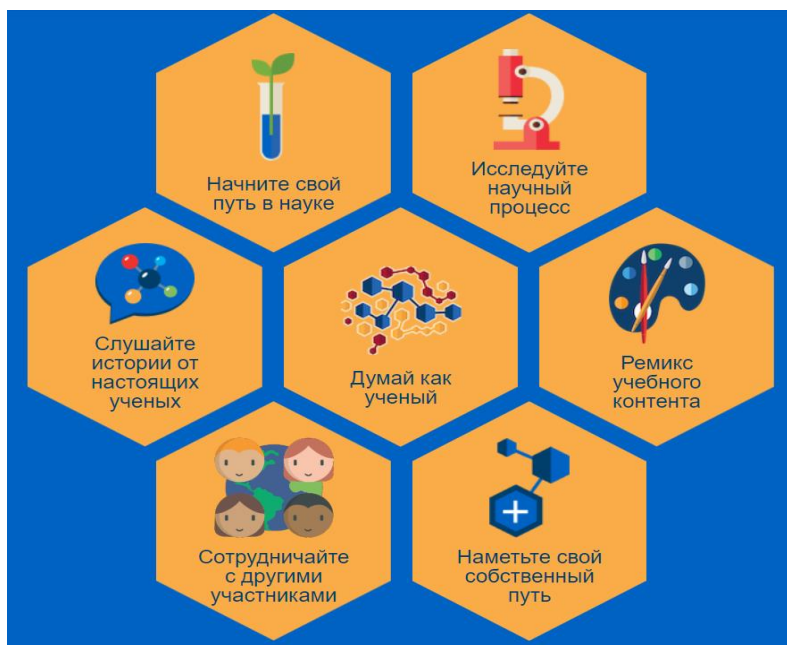 Начните свой
путь в науке
Исследуйте
научный
процесс
Слушайте
истории от
настоящих
ученых
Думай как
ученый
Ремикс
учебного
контента
Сотрудничайте
с другими
участниками
Наметьте свой
собственный
путь